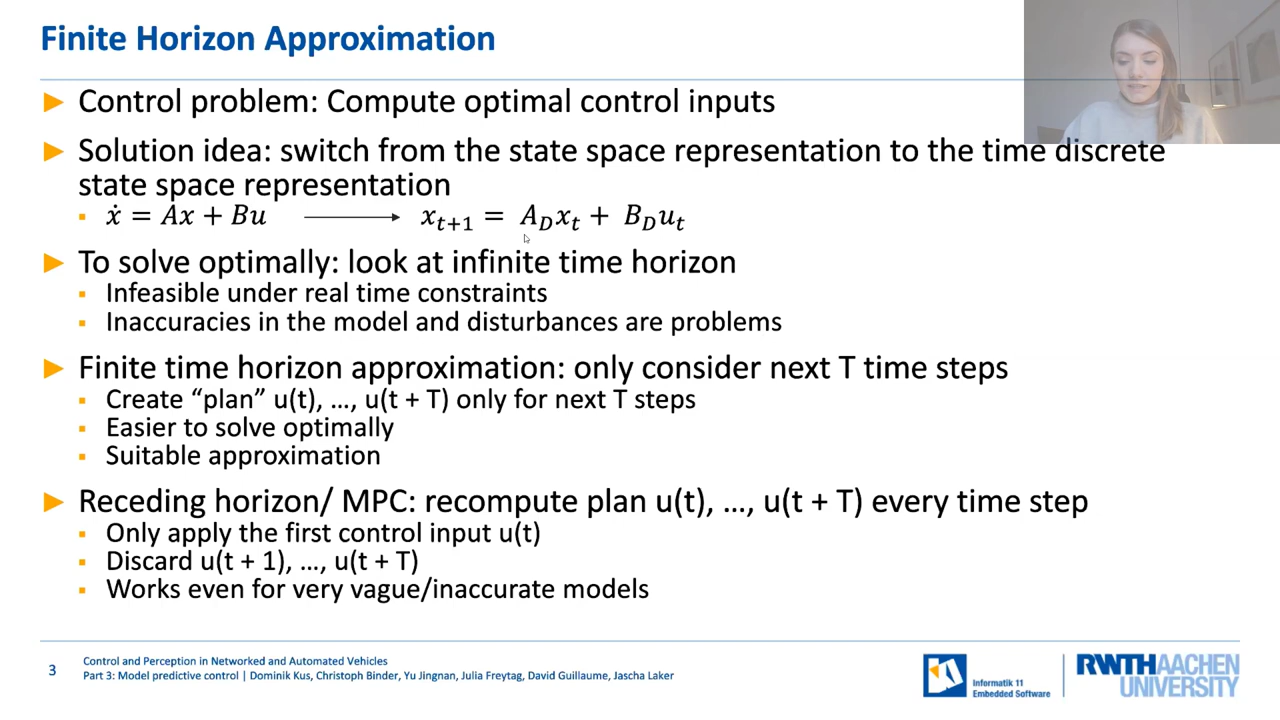 Finite Horizon Approximation
► Control problem: Compute optimal control inputs
► Solution idea: switch from the state space representation to the time discrete
state space representation
▪ ẋ = Ax + Bu ⟶ x_{t+1} = A_D x_t + B_D u_t
► To solve optimally: look at infinite time horizon
▪ Infeasible under real time constraints
▪ Inaccuracies in the model and disturbances are problems
► Finite time horizon approximation: only consider next T time steps
▪ Create “plan” u(t), …, u(t + T) only for next T steps
▪ Easier to solve optimally
▪ Suitable approximation
► Receding horizon/ MPC: recompute plan u(t), …, u(t + T) every time step
▪ Only apply the first control input u(t)
▪ Discard u(t + 1), …, u(t + T)
▪ Works even for very vague/inaccurate models
3
Control and Perception in Networked and Automated Vehicles
Part 3: Model predictive control | Dominik Kus, Christoph Binder, Yu Jingnan, Julia Freytag, David Guillaume, Jascha Laker
Informatik 11
Embedded Software
RWTH AACHEN
UNIVERSITY